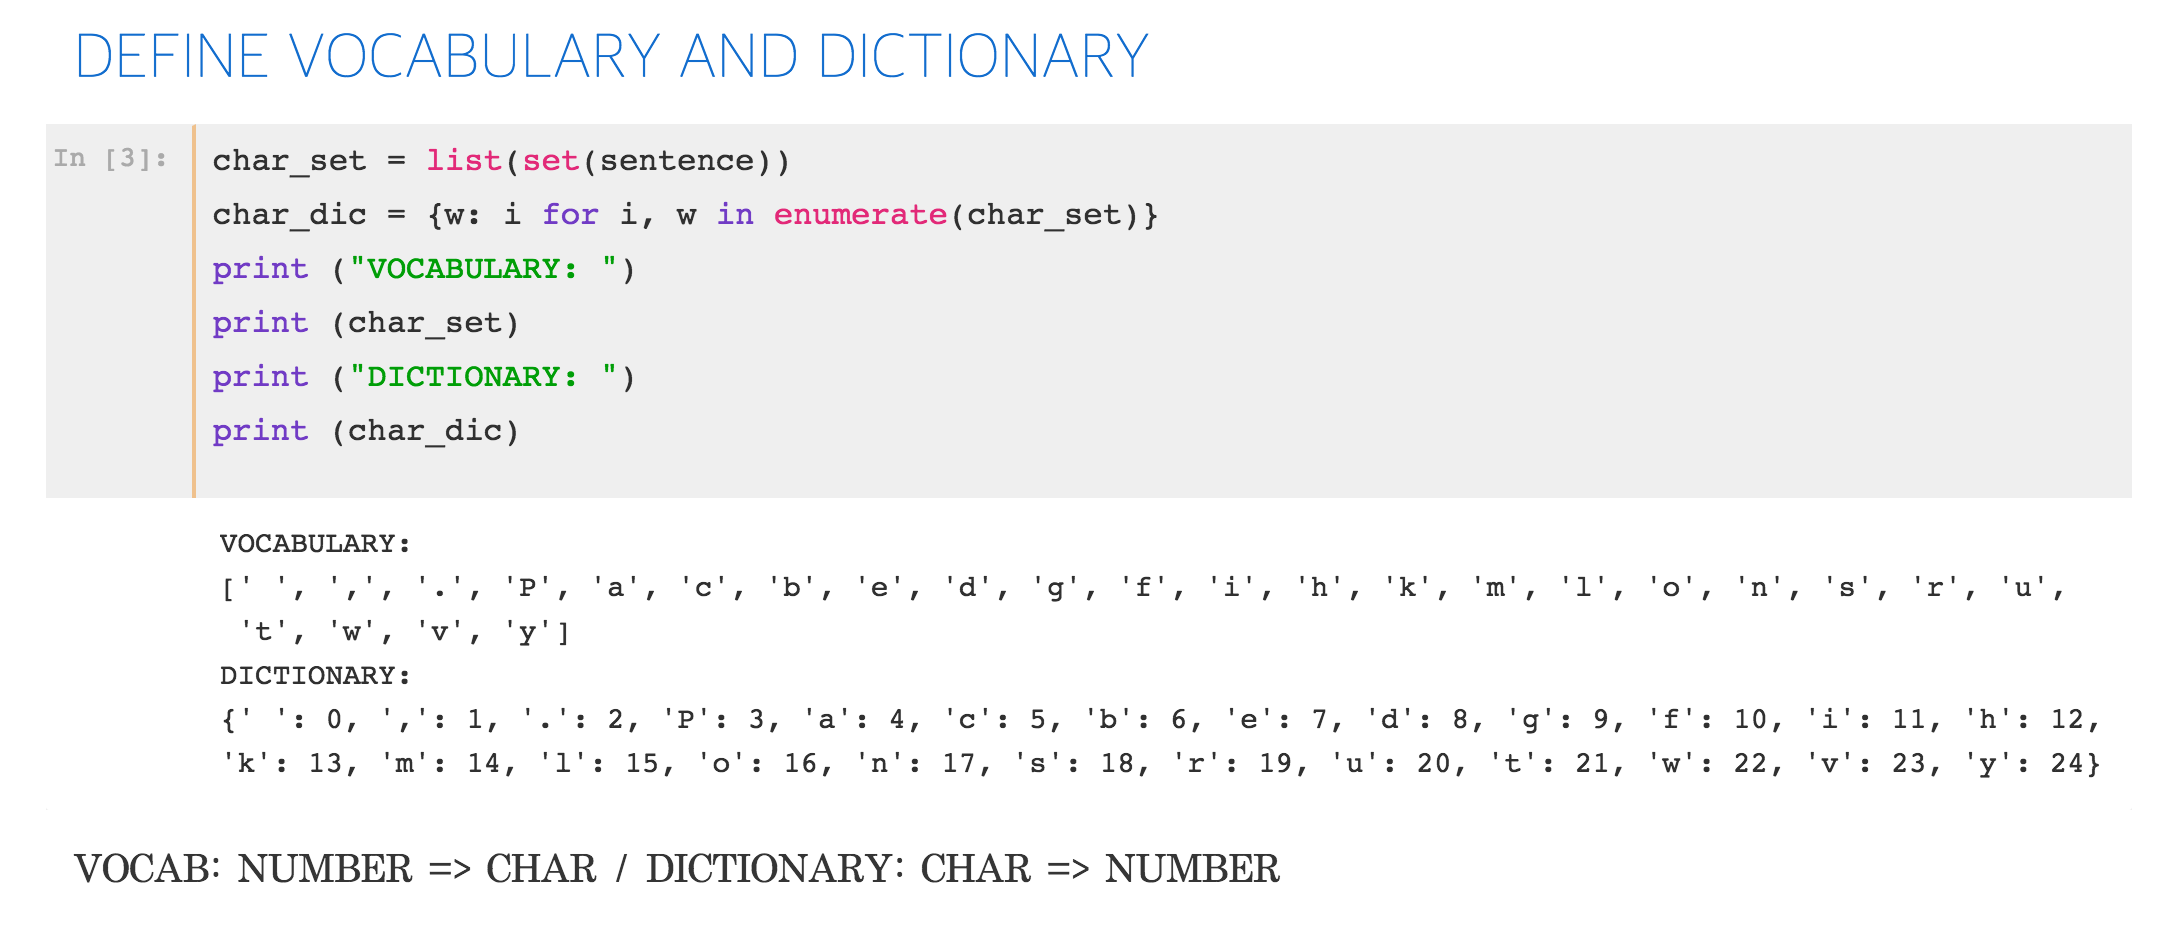 DEFINE VOCABULARY AND DICTIONARY
In [3]:
char_set = list(set(sentence))
char_dic = {w: i for i, w in enumerate(char_set)}
print ("VOCABULARY: ")
print (char_set)
print ("DICTIONARY: ")
print (char_dic)
VOCABULARY:
[' ', ',', '.', 'P', 'a', 'c', 'b', 'e', 'd', 'g', 'f', 'i', 'h', 'k', 'm', 'l', 'o', 'n', 's', 'r', 'u',
't', 'w', 'v', 'y']
DICTIONARY:
{' ': 0, ',': 1, '.': 2, 'P': 3, 'a': 4, 'c': 5, 'b': 6, 'e': 7, 'd': 8, 'g': 9, 'f': 10, 'i': 11, 'h': 12,
'k': 13, 'm': 14, 'l': 15, 'o': 16, 'n': 17, 's': 18, 'r': 19, 'u': 20, 't': 21, 'w': 22, 'v': 23, 'y': 24}
VOCAB: NUMBER => CHAR / DICTIONARY: CHAR => NUMBER